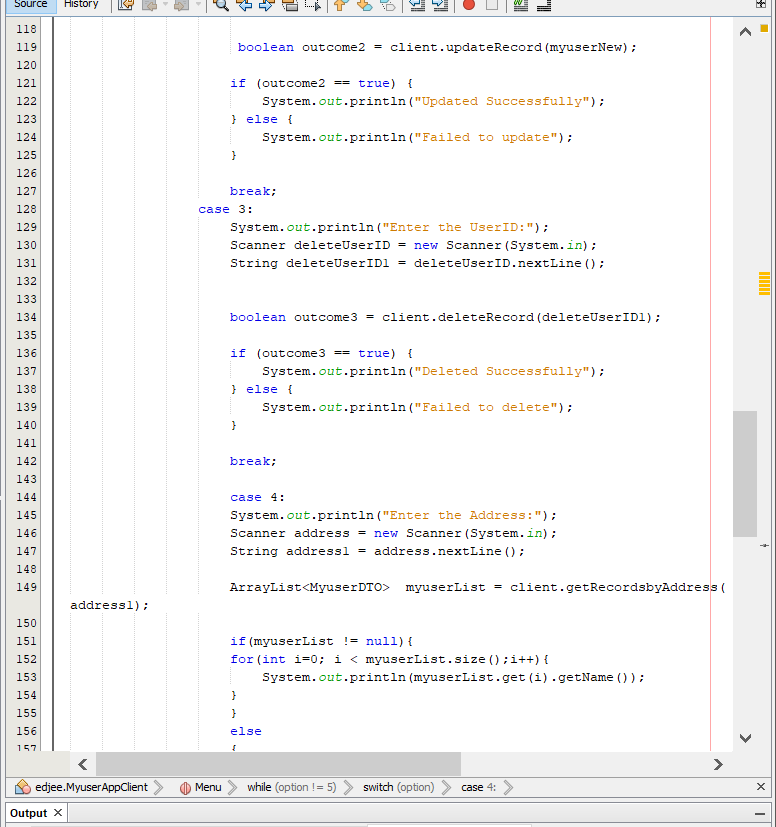 Source History
118
119 boolean outcome2 = client.updateRecord(myuserNew);
120
121 if (outcome2 == true) {
122 System.out.println("Updated Successfully");
123 } else {
124 System.out.println("Failed to update");
125 }
126
127 break;
128 case 3:
129 System.out.println("Enter the UserID:");
130 Scanner deleteUserID = new Scanner(System.in);
131 String deleteUserID1 = deleteUserID.nextLine();
132
133
134 boolean outcome3 = client.deleteRecord(deleteUserID1);
135
136 if (outcome3 == true) {
137 System.out.println("Deleted Successfully");
138 } else {
139 System.out.println("Failed to delete");
140 }
141
142 break;
143
144 case 4:
145 System.out.println("Enter the Address:");
146 Scanner address = new Scanner(System.in);
147 String address1 = address.nextLine();
148
149 ArrayList<MyuserDTO> myuserList = client.getRecordsbyAddress(
address1);
150
151 if(myuserList != null){
152 for(int i=0; i < myuserList.size();i++){
153 System.out.println(myuserList.get(i).getName());
154 }
155 }
156 else
157 {
edjee.MyuserAppClient Menu while (option != 5) switch (option) case 4:
Output